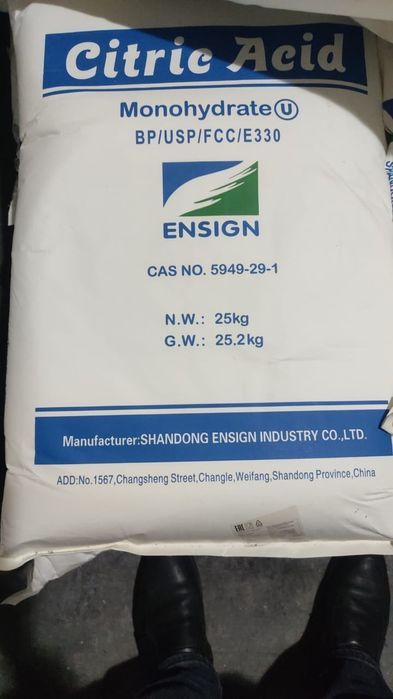 Citric Acid
Monohydrate Ⓤ
BP/USP/FCC/E330
ENSIGN
CAS NO. 5949-29-1
N.W.: 25kg
G.W.: 25.2kg
Manufacturer:SHANDONG ENSIGN INDUSTRY CO.,LTD.
ADD:No.1567,Changsheng Street,Changle,Weifang,Shandong Province,China
EAC